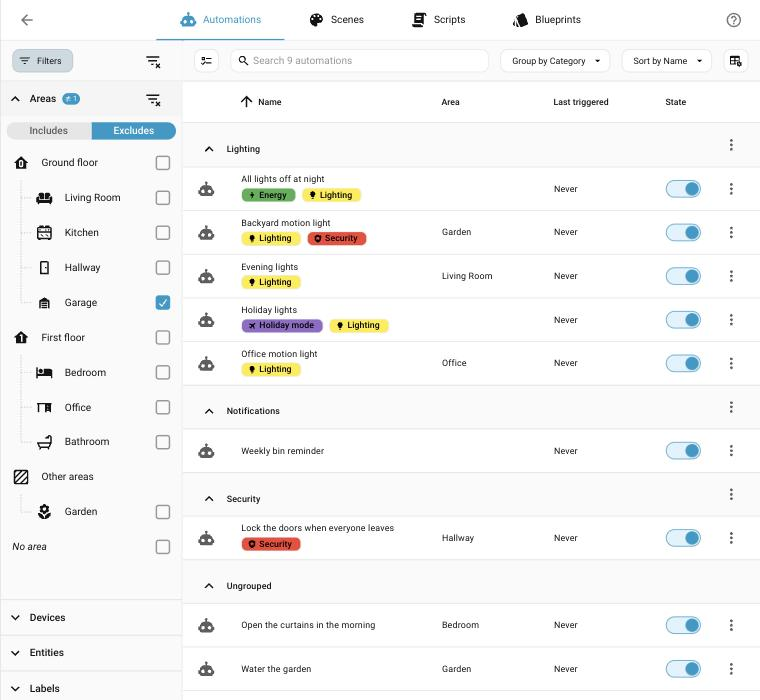 Automations
Scenes
Scripts
Blueprints
Filters
Search 9 automations
Group by Category
Sort by Name
Areas
1
Includes
Excludes
Ground floor
Living Room
Kitchen
Hallway
Garage
First floor
Bedroom
Office
Bathroom
Other areas
Garden
No area
Devices
Entities
Labels
Name Area Last triggered State
Lighting
All lights off at night
Energy Lighting
Never
Backyard motion light
Lighting Security
Garden Never
Evening lights
Lighting
Living Room Never
Holiday lights
Holiday mode Lighting
Never
Office motion light
Lighting
Office Never
Notifications
Weekly bin reminder Never
Security
Lock the doors when everyone leaves
Security
Hallway Never
Ungrouped
Open the curtains in the morning Bedroom Never
Water the garden Garden Never